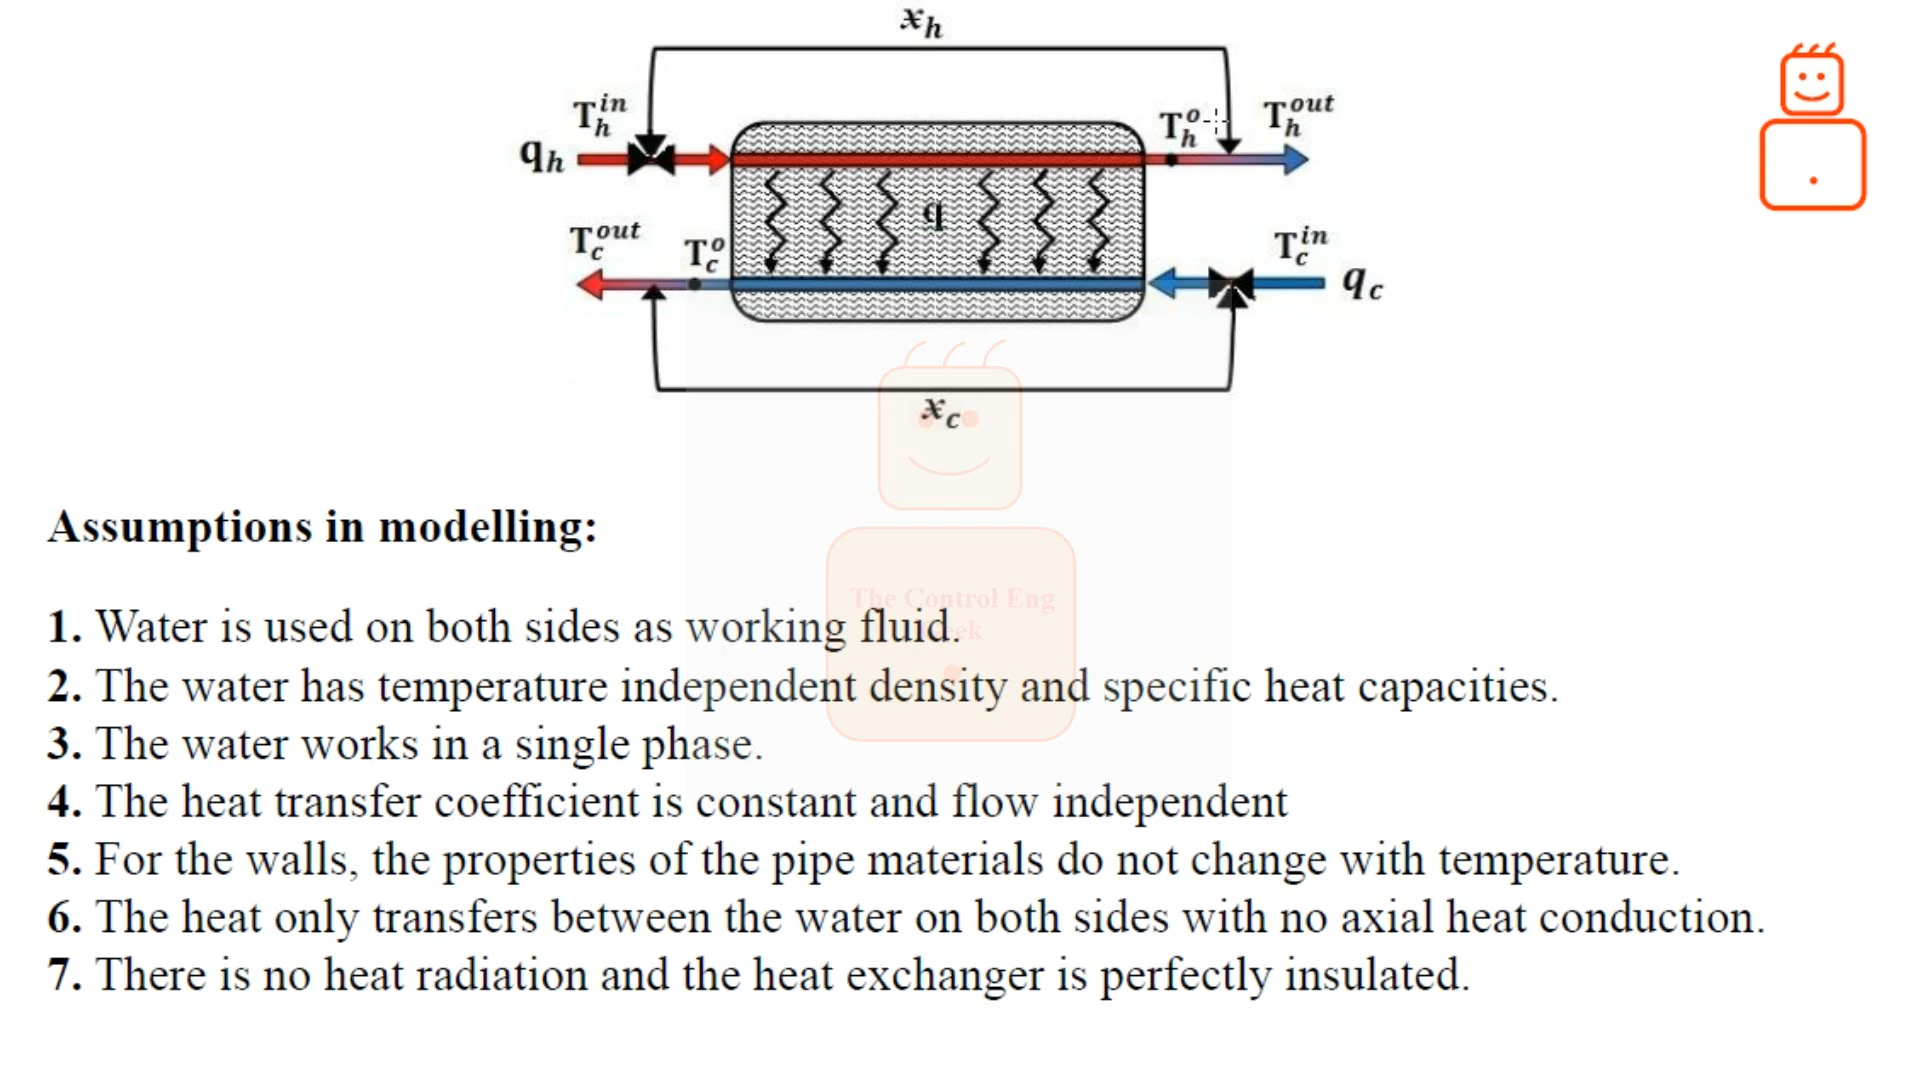 x_h
T_h^{in}
T_h^o
T_h^{out}
q_h
T_c^{out}
T_c^o
q
T_c^{in}
q_c
x_c
Assumptions in modelling:
The Control Eng
1. Water is used on both sides as working fluid.
2. The water has temperature independent density and specific heat capacities.
3. The water works in a single phase.
4. The heat transfer coefficient is constant and flow independent
5. For the walls, the properties of the pipe materials do not change with temperature.
6. The heat only transfers between the water on both sides with no axial heat conduction.
7. There is no heat radiation and the heat exchanger is perfectly insulated.